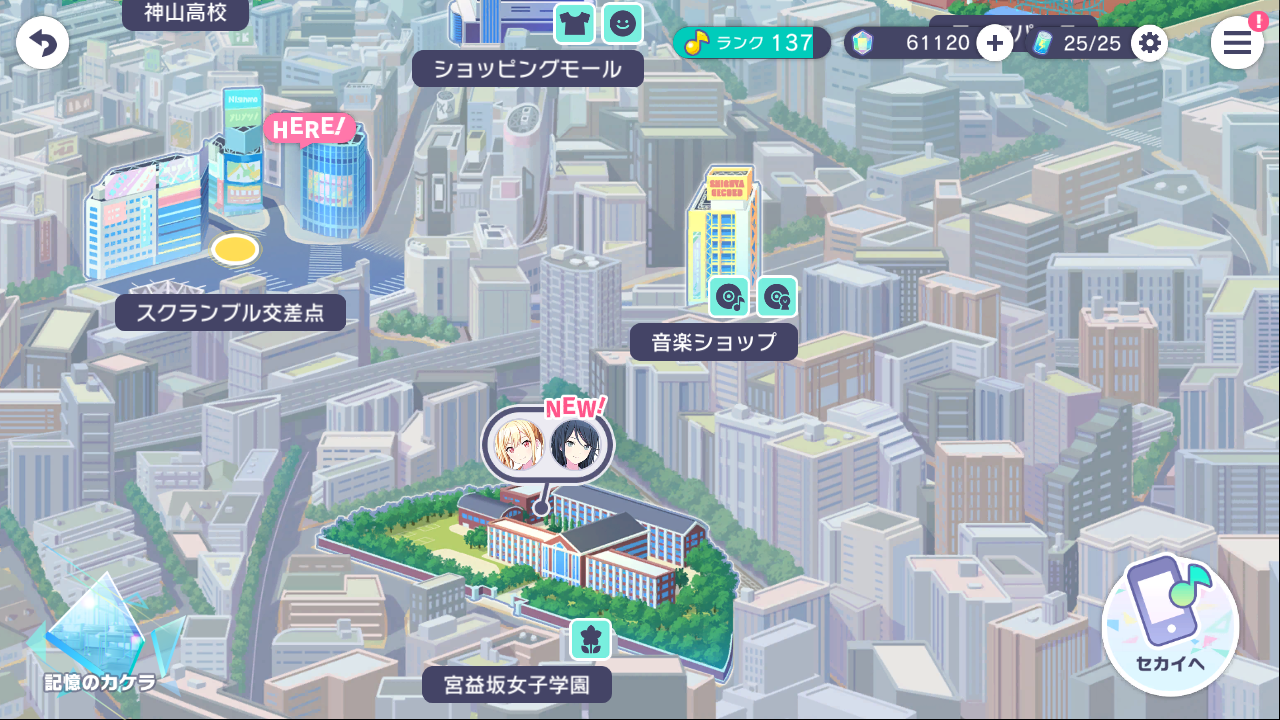 神山高校
ショッピングモール
ランク 137
61120
25/25
HERE!
SHIBUYA
RECORD
スクランブル交差点
音楽ショップ
NEW!
記憶のカケラ
セカイへ
宮益坂女子学園